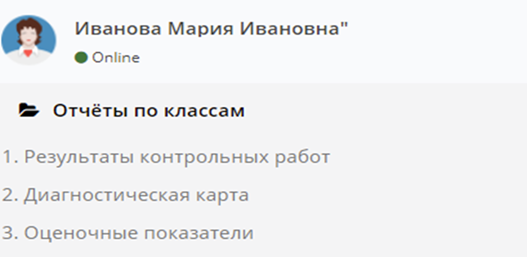 Иванова Мария Ивановна"
Online
Отчёты по классам
1. Результаты контрольных работ
2. Диагностическая карта
3. Оценочные показатели